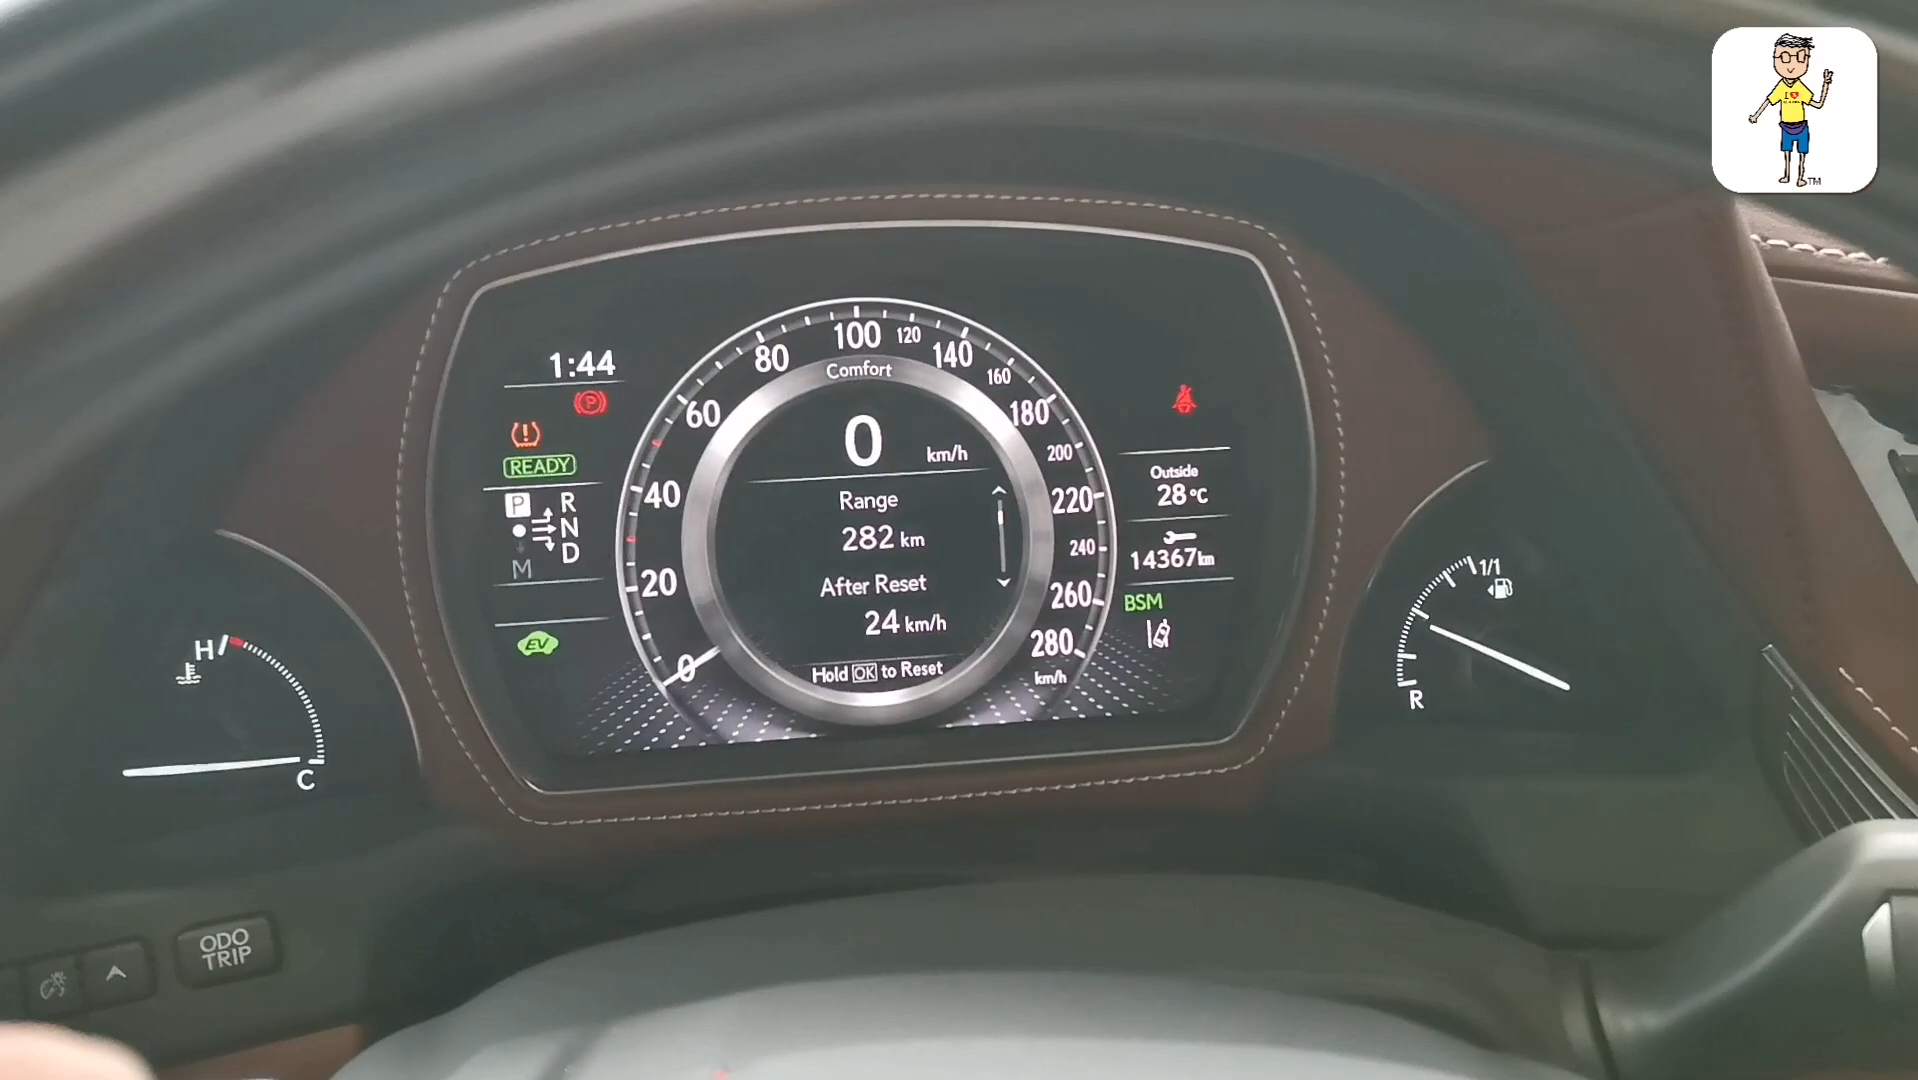 1:44
READY
P R
N
D
M
EV
H
C
0
20
40
60
80
100
120
140
160
180
200
220
240
260
280
km/h
Comfort
0 km/h
Range
282 km
After Reset
24 km/h
Hold OK to Reset
Outside
28°C
14367km
BSM
1/1
R
ODO
TRIP
I
TM